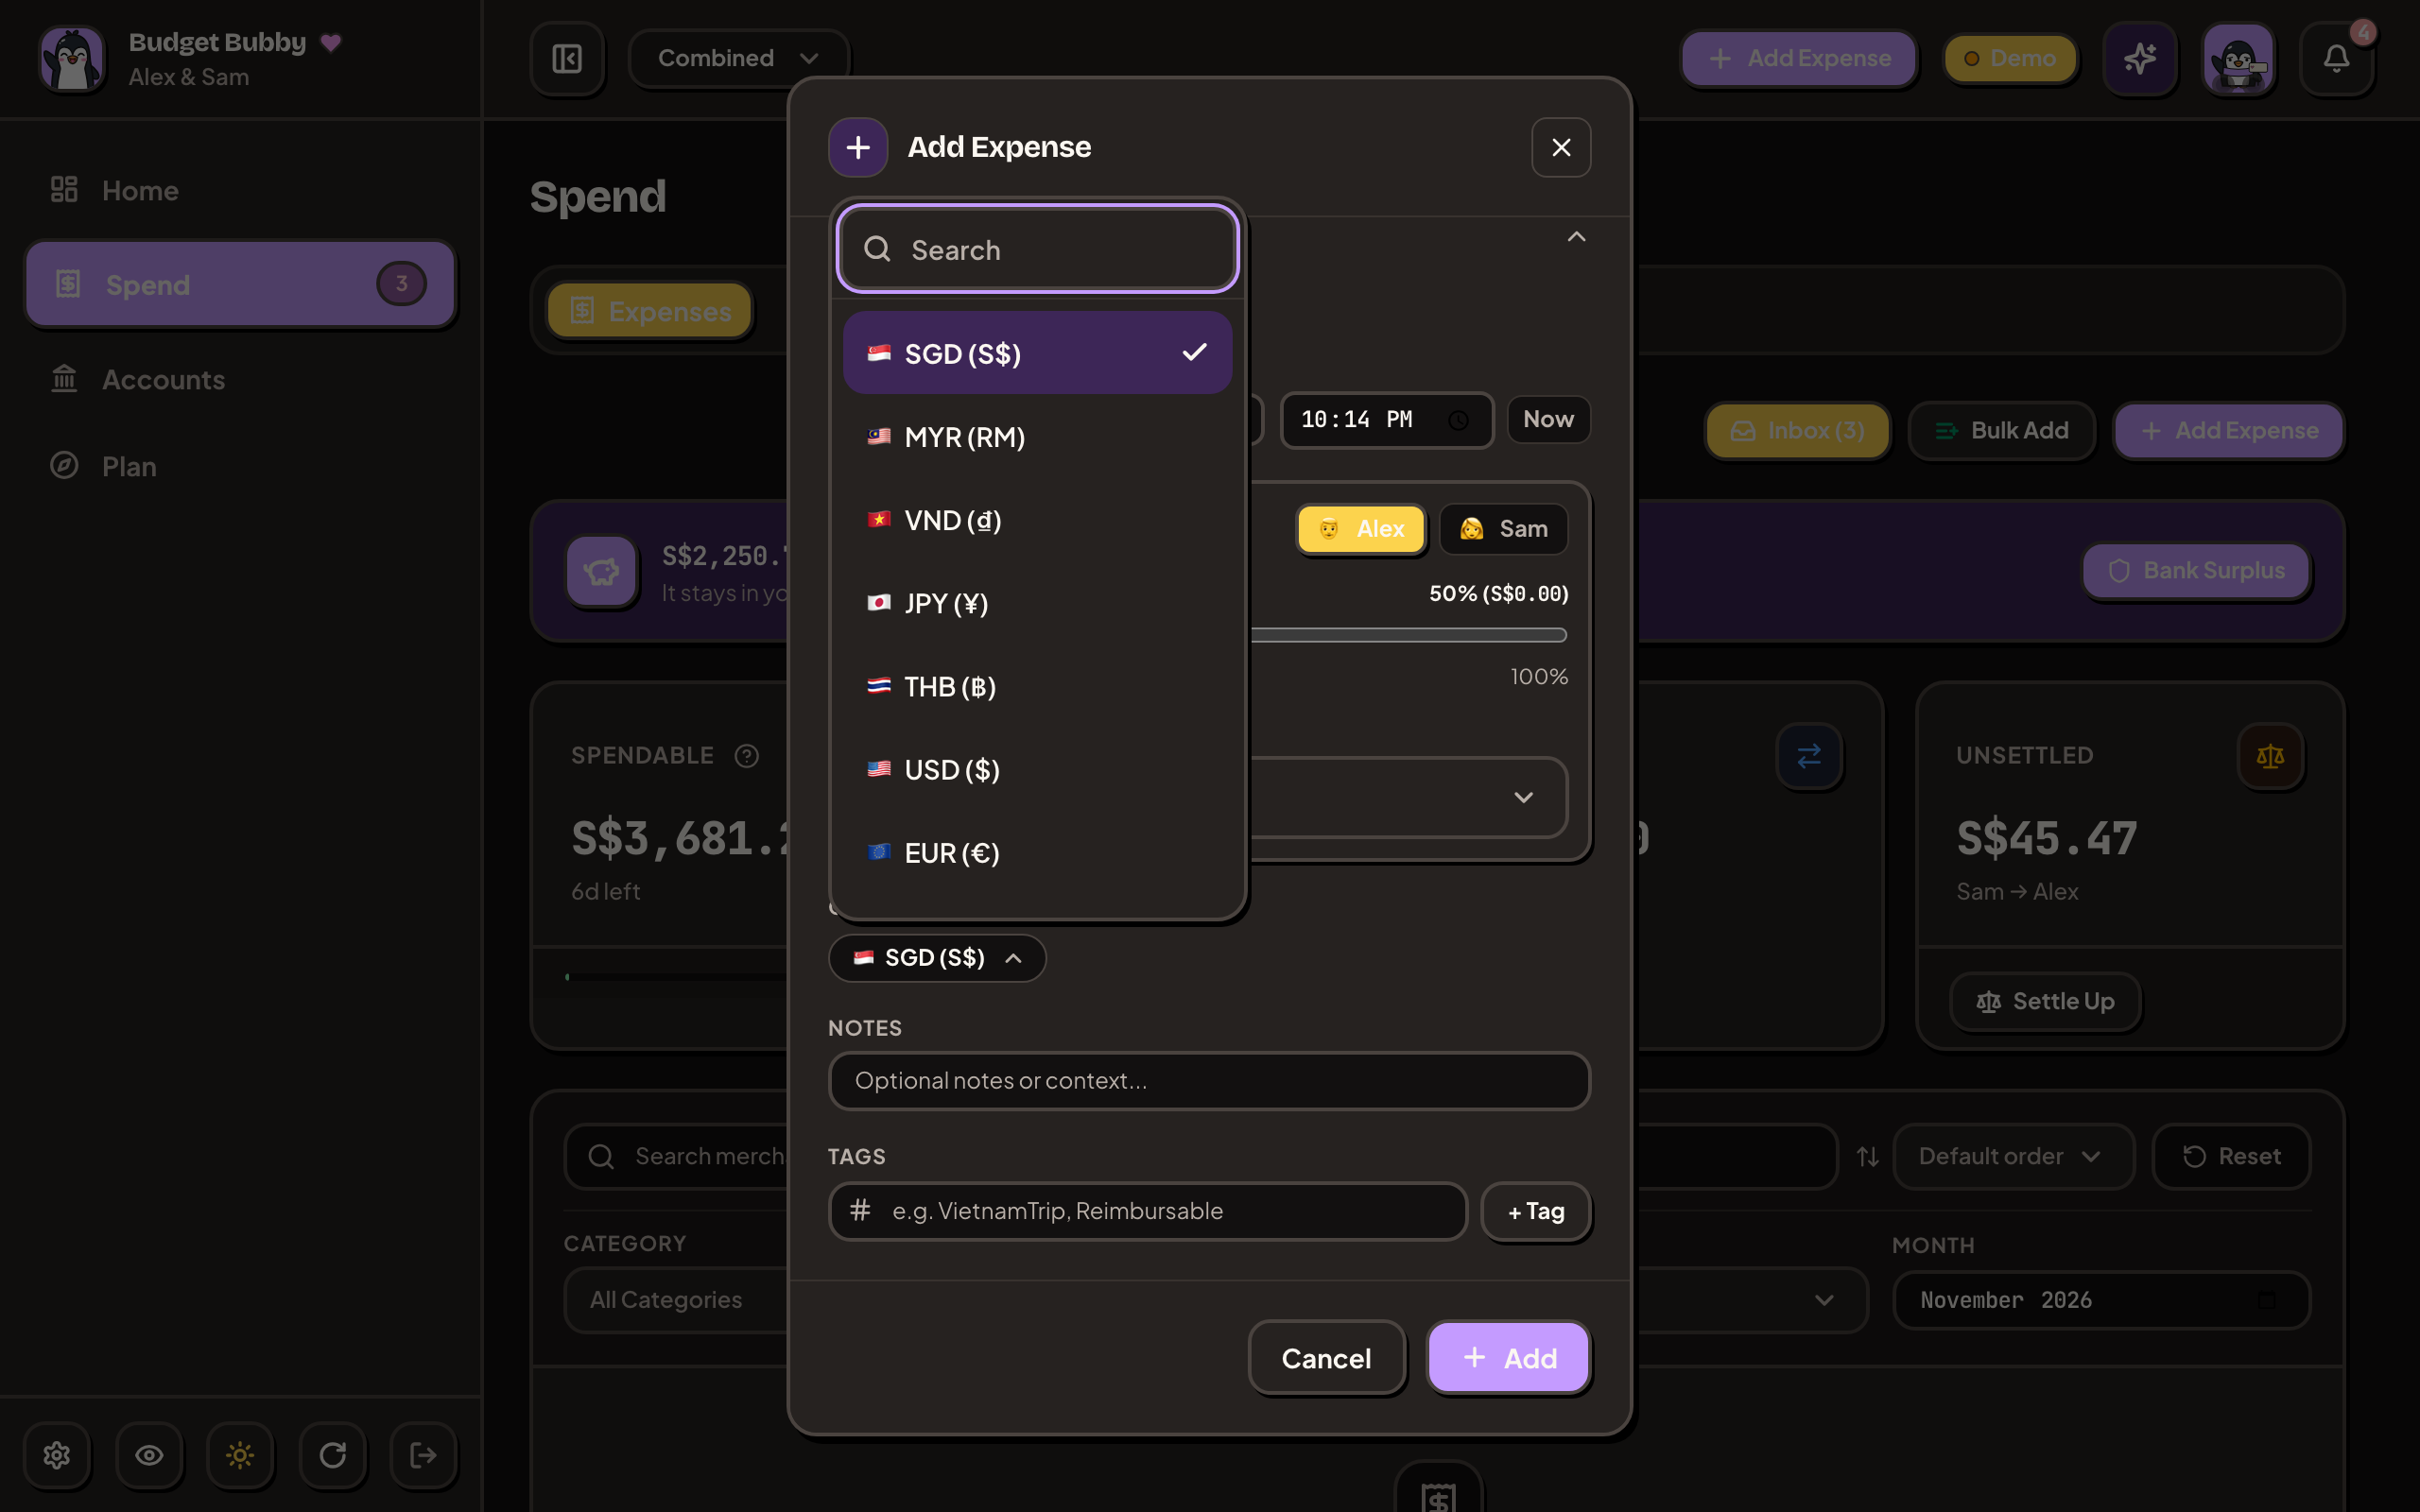 Budget Bubby
Alex & Sam
Combined
Add Expense
Demo
4
Home
Spend
3
Accounts
Plan
Spend
Expenses
Inbox (3)
Bulk Add
Add Expense
It stays in
Bank Surplus
SPENDABLE
6d left
UNSETTLED
S$45.47
Sam → Alex
Settle Up
Search
Default order
Reset
CATEGORY
All Categories
MONTH
November 2026
Add Expense
Search
SGD (S$)
MYR (RM)
VND (₫)
JPY (¥)
THB (฿)
USD ($)
EUR (€)
10:14 PM
Now
Alex
Sam
50% (S$0.00)
100%
SGD (S$)
NOTES
Optional notes or context...
TAGS
# e.g. VietnamTrip, Reimbursable
+ Tag
Cancel
Add